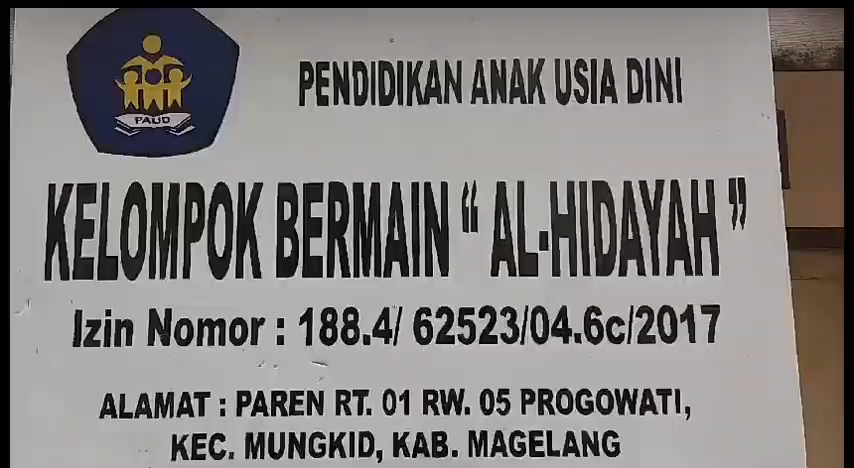 PAUD
PENDIDIKAN ANAK USIA DINI
KELOMPOK BERMAIN “ AL-HIDAYAH ”
Izin Nomor : 188.4/ 62523/04.6c/2017
ALAMAT : PAREN RT. 01 RW. 05 PROGOWATI,
KEC. MUNGKID, KAB. MAGELANG